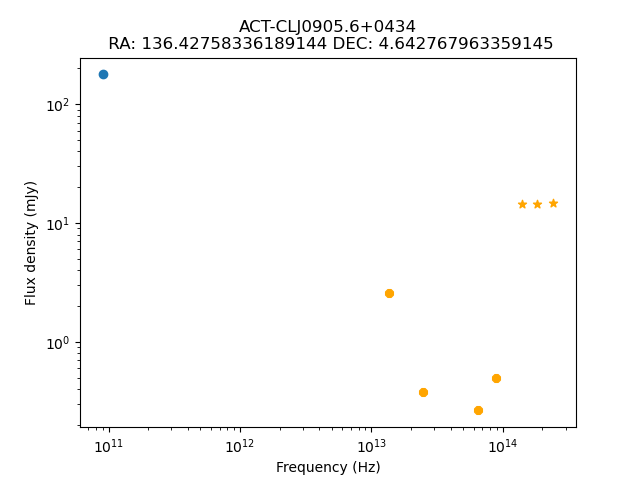 ACT-CLJ0905.6+0434
RA: 136.42758336189144 DEC: 4.642767963359145
Flux density (mJy)
10²
10¹
10⁰
10¹¹
10¹²
10¹³
10¹⁴
Frequency (Hz)